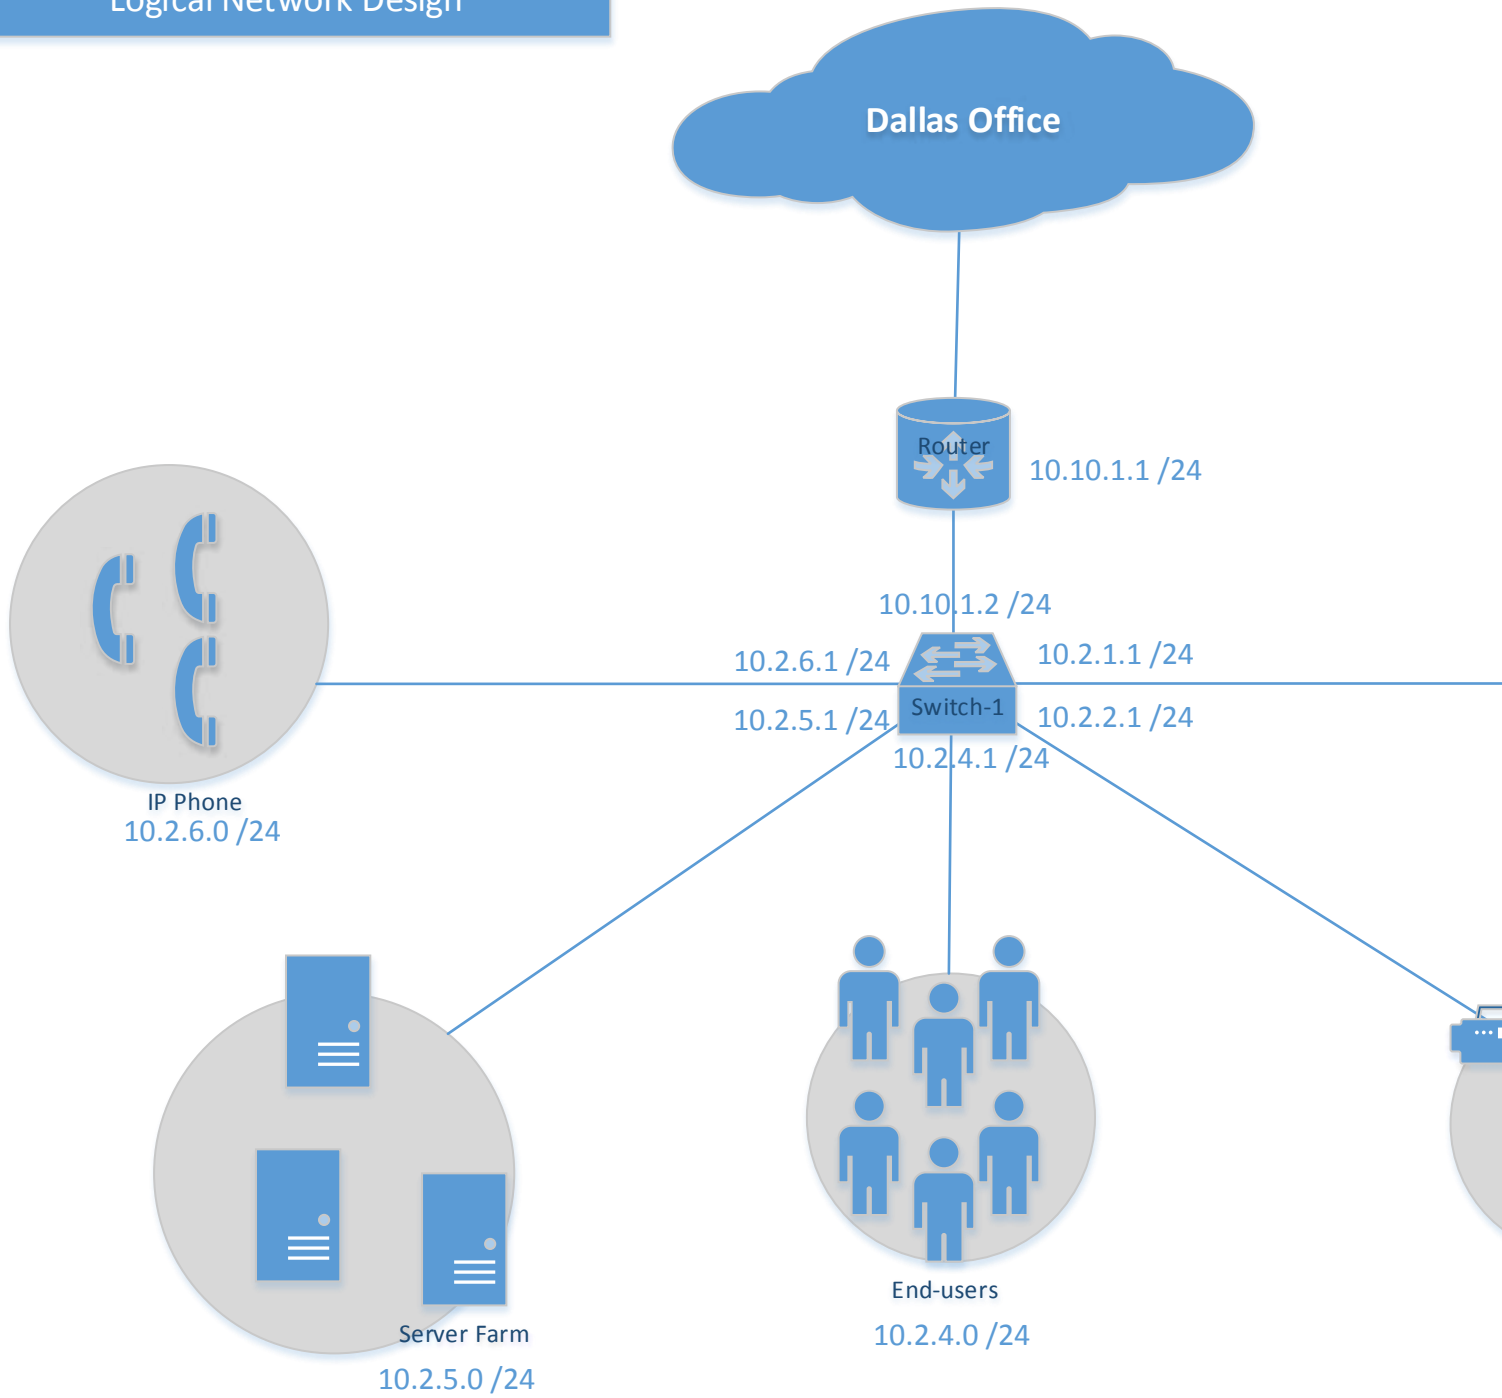 Logical Network Design
Dallas Office
Router
10.10.1.1 /24
10.10.1.2 /24
10.2.6.1 /24
10.2.1.1 /24
Switch-1
10.2.5.1 /24
10.2.2.1 /24
10.2.4.1 /24
IP Phone
10.2.6.0 /24
End-users
10.2.4.0 /24
Server Farm
10.2.5.0 /24